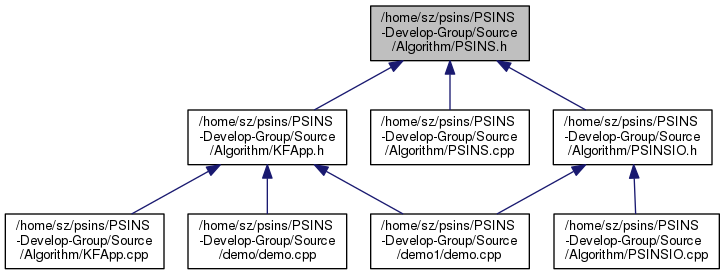 /home/sz/psins/PSINS
-Develop-Group/Source
/Algorithm/PSINS.h
/home/sz/psins/PSINS
-Develop-Group/Source
/Algorithm/KFApp.h
/home/sz/psins/PSINS
-Develop-Group/Source
/Algorithm/PSINS.cpp
/home/sz/psins/PSINS
-Develop-Group/Source
/Algorithm/PSINSIO.h
/home/sz/psins/PSINS
-Develop-Group/Source
/Algorithm/KFApp.cpp
/home/sz/psins/PSINS
-Develop-Group/Source
/demo/demo.cpp
/home/sz/psins/PSINS
-Develop-Group/Source
/demo1/demo.cpp
/home/sz/psins/PSINS
-Develop-Group/Source
/Algorithm/PSINSIO.cpp